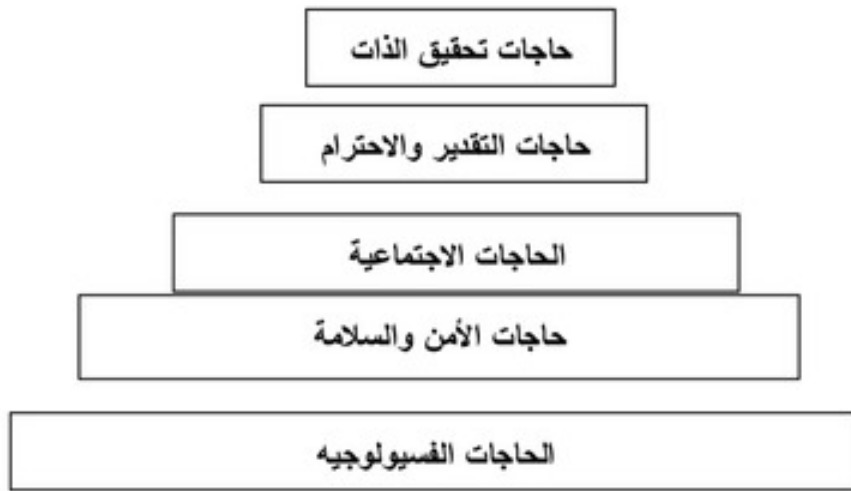 حاجات تحقيق الذات
حاجات التقدير والاحترام
الحاجات الاجتماعية
حاجات الأمن والسلامة
الحاجات الفسيولوجيه